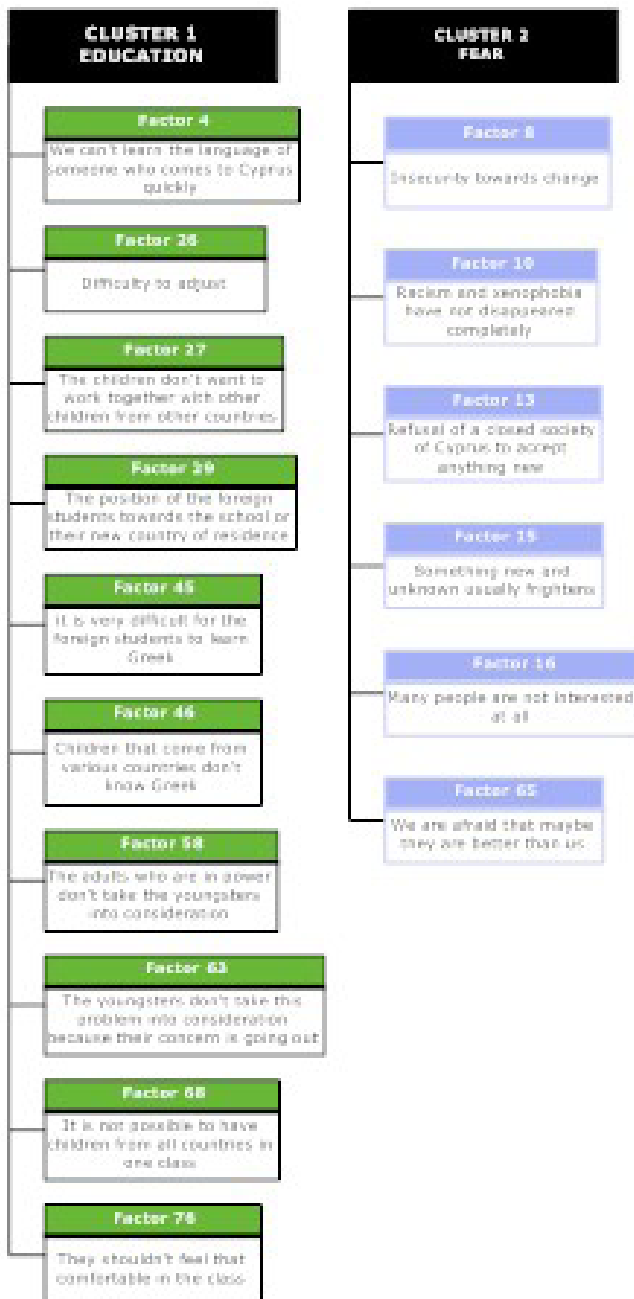 CLUSTER 1
EDUCATION
Factor 4
We can't learn the language of
someone who comes to Cyprus
quickly
Factor 26
Difficulty to adjust
Factor 27
The children don't want to
work together with other
children from other countries
Factor 29
The position of the foreign
students towards the school or
their new country of residence
Factor 45
It is very difficult for the
foreign students to learn
Greek
Factor 46
Children that come from
various countries don't
know Greek
Factor 58
The adults who are in power
don't take the youngsters
into consideration
Factor 63
The youngsters don't take this
problem into consideration
because their concern is going out
Factor
It is not possible to have
children from all countries in
one class
Factor 76
They shouldn't feel that
comfortable in the class
CLUSTER 2
FEAR
Factor 8
Insecurity towards change
Factor 10
Racism and xenophobia
have not disappeared
completely
Factor 13
Refusal of a closed society
of Cyprus to accept
anything new
Factor 15
Something new and
unknown usually frightens
Factor 16
Many people are not interested
at all
Factor 65
We are afraid that maybe
they are better than us